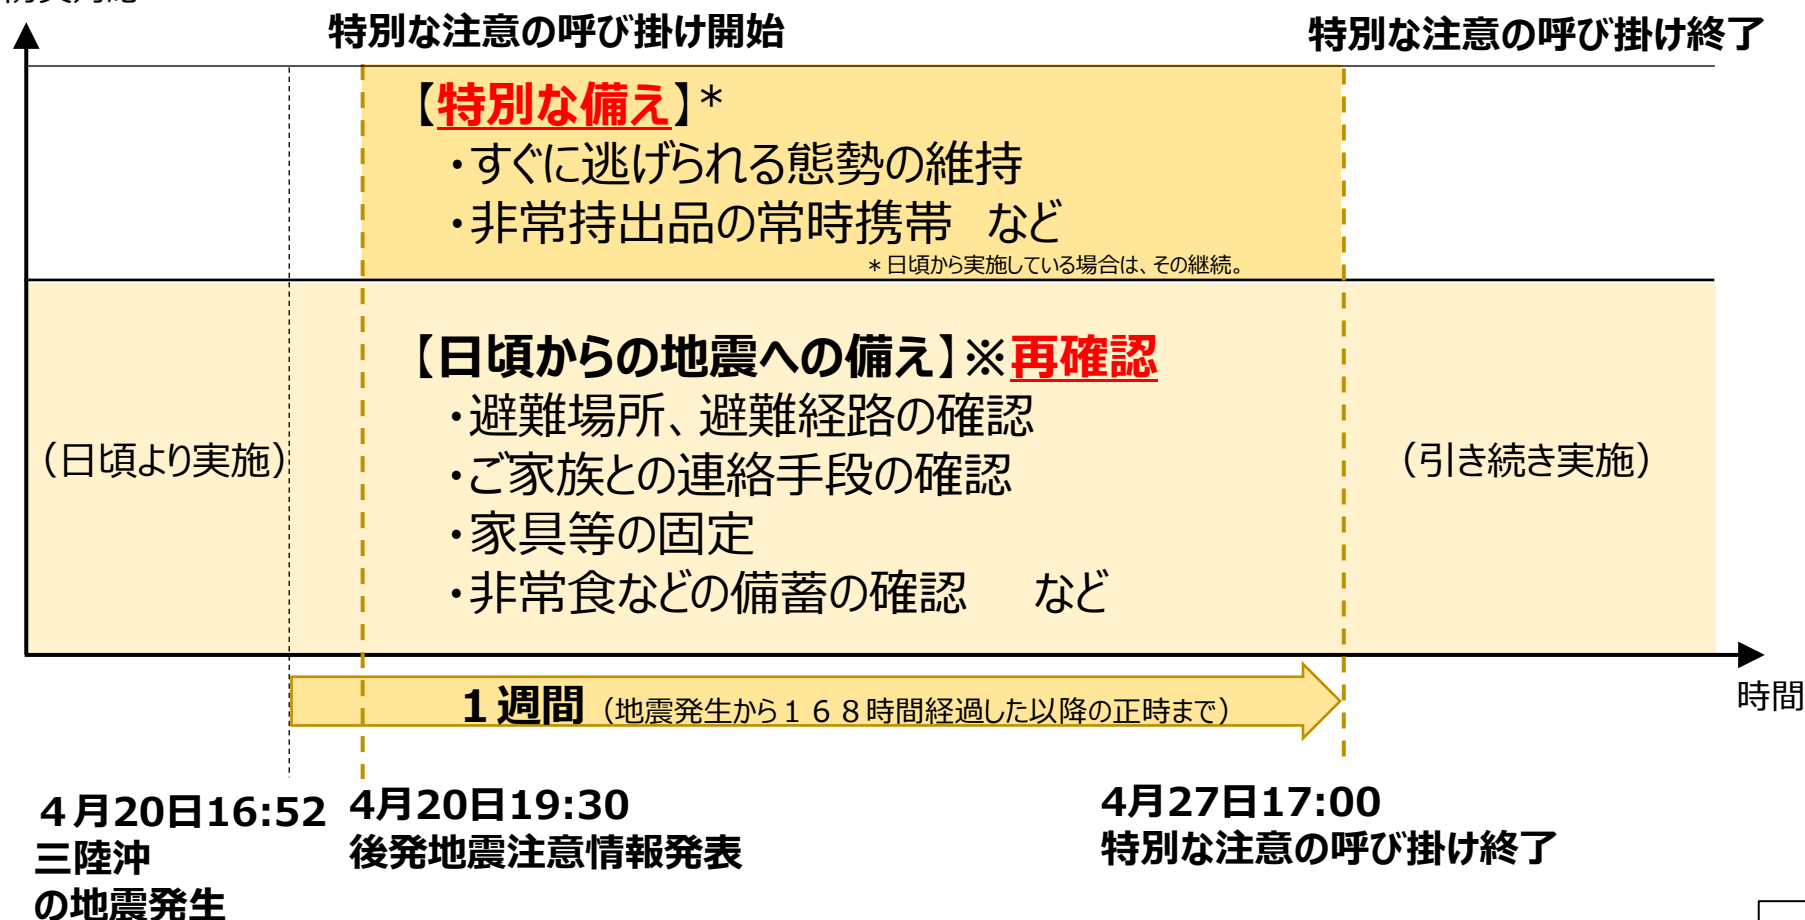 特別な注意の呼び掛け開始
特別な注意の呼び掛け終了
【特別な備え】*
・すぐに逃げられる態勢の維持
・非常持出品の常時携帯　など
＊日頃から実施している場合は、その継続。
【日頃からの地震への備え】※再確認
・避難場所、避難経路の確認
・ご家族との連絡手段の確認
・家具等の固定
・非常食などの備蓄の確認　　など
（日頃より実施）
（引き続き実施）
１週間（地震発生から１６８時間経過した以降の正時まで）
時間
４月20日16:52
三陸沖
の地震発生
4月20日19:30
後発地震注意情報発表
4月27日17:00
特別な注意の呼び掛け終了